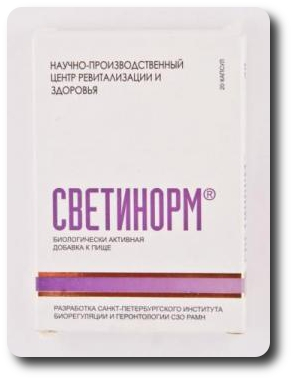 НАУЧНО-ПРОИЗВОДСТВЕННЫЙ
ЦЕНТР РЕВИТАЛИЗАЦИИ И
ЗДОРОВЬЯ
20 КАПСУЛ
СВЕТИНОРМ®
БИОЛОГИЧЕСКИ АКТИВНАЯ
ДОБАВКА К ПИЩЕ
РАЗРАБОТКА САНКТ-ПЕТЕРБУРГСКОГО ИНСТИТУТА
БИОРЕГУЛЯЦИИ И ГЕРОНТОЛОГИИ СЗО РАМН